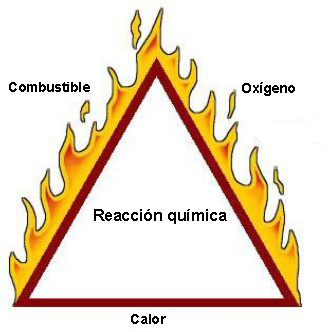 Combustible
Oxígeno
Reacción química
Calor